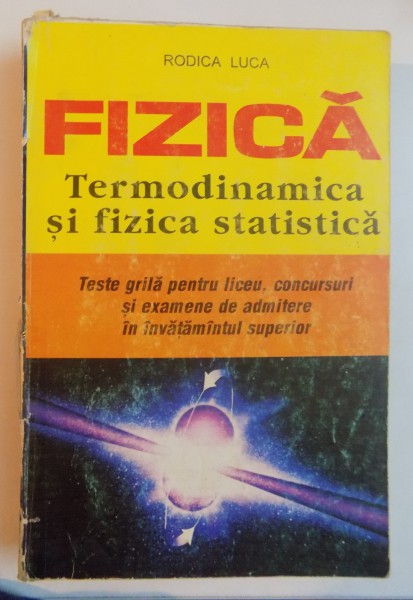 RODICA LUCA
FIZICĂ
Termodinamica
și fizica statistică
Teste grilă pentru liceu, concursuri
și examene de admitere
în învățămîntul superior